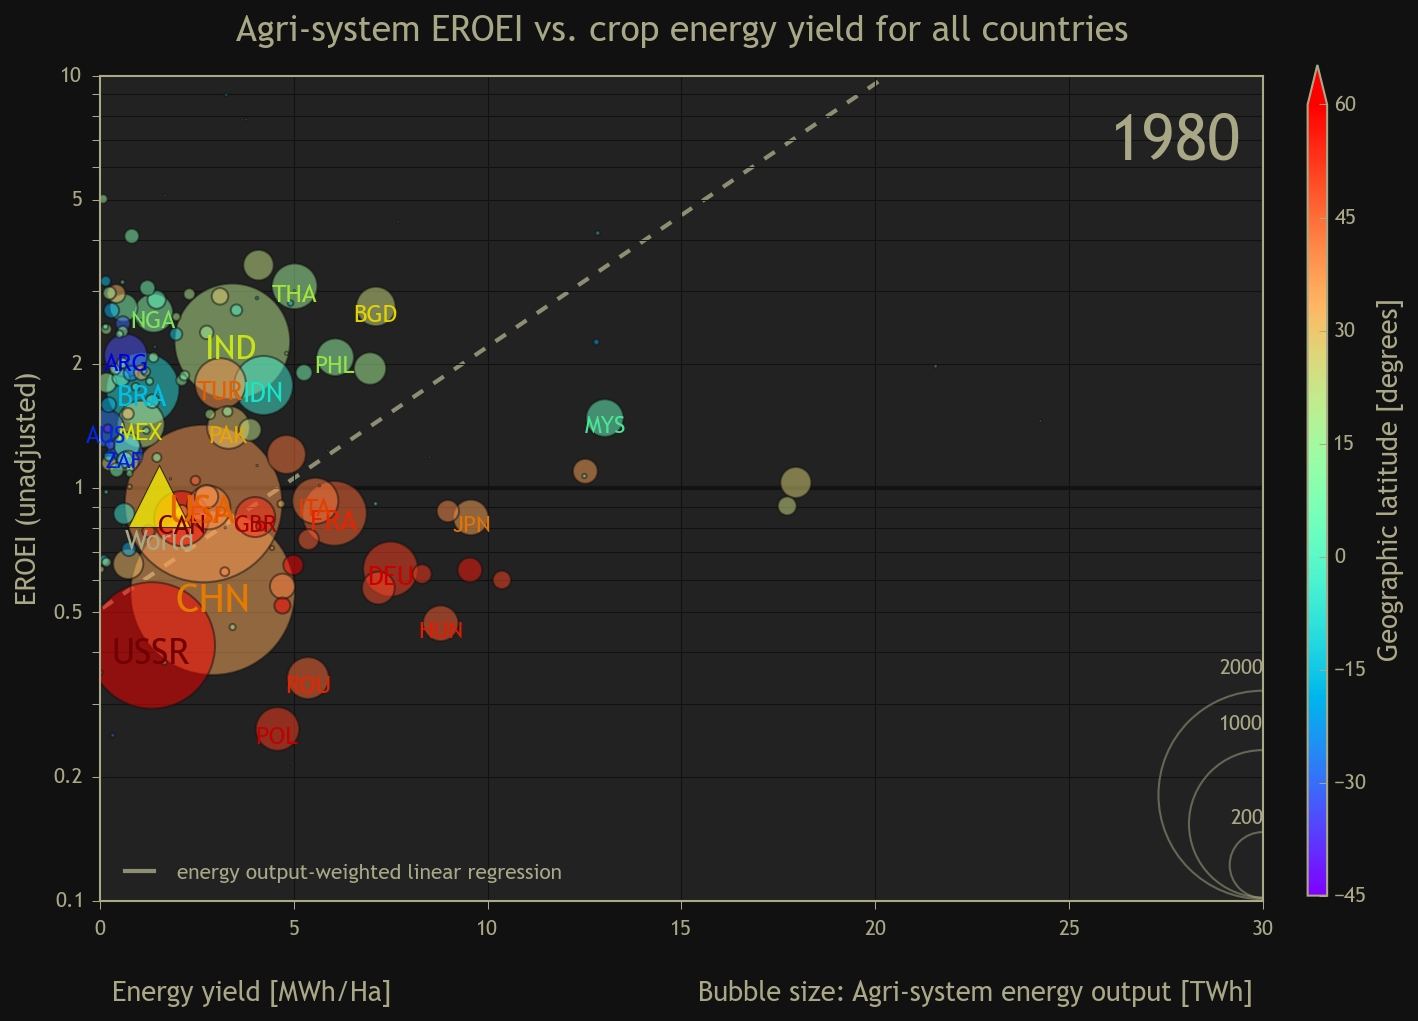 Agri-system EROEI vs. crop energy yield for all countries
1980
10
5
2
1
0.5
0.2
0.1
EROEI (unadjusted)
THA
BGD
NGA
IND
ARG
PHL
BRA
TUR
IDN
MEX
AUS
PAK
MYS
ZAF
USA
ESP
CAN
GBR
ITA
FRA
JPN
World
DEU
CHN
HUN
USSR
ROU
POL
2000
1000
200
energy output-weighted linear regression
0
5
10
15
20
25
30
Energy yield [MWh/Ha]
Bubble size: Agri-system energy output [TWh]
60
45
30
15
0
−15
−30
−45
Geographic latitude [degrees]